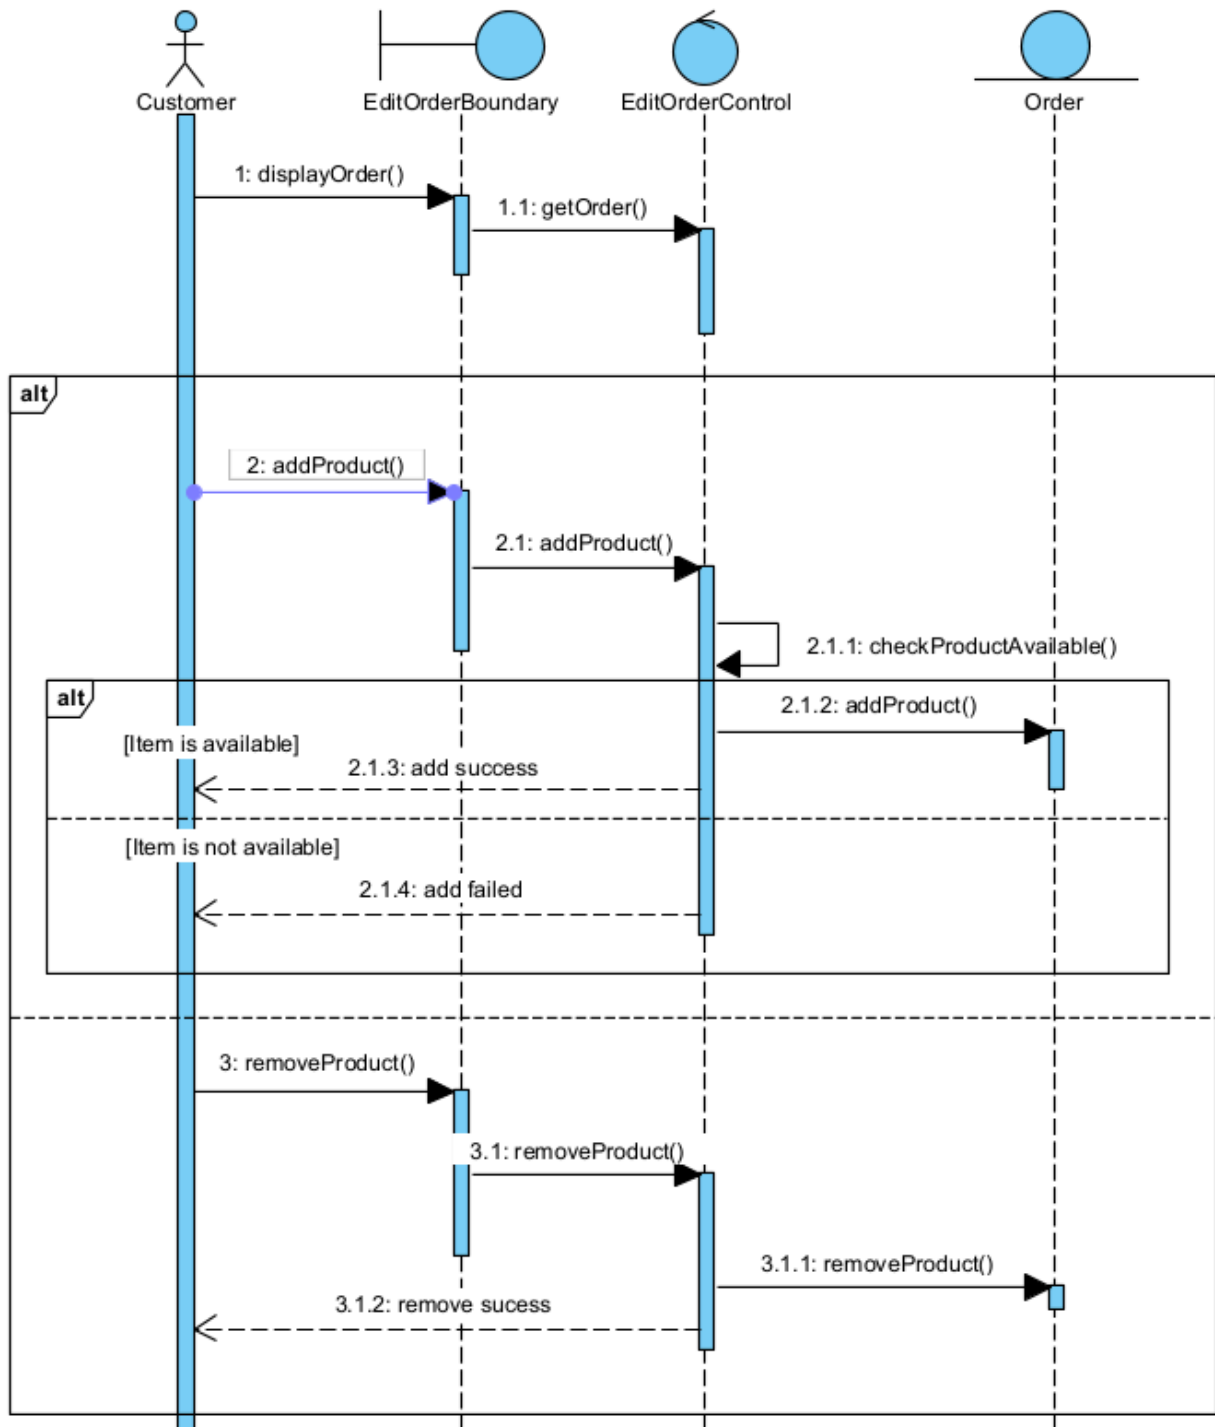 Customer
EditOrderBoundary
EditOrderControl
Order
1: displayOrder()
1.1: getOrder()
alt
2: addProduct()
2.1: addProduct()
2.1.1: checkProductAvailable()
alt
2.1.2: addProduct()
[Item is available]
2.1.3: add success
[Item is not available]
2.1.4: add failed
3: removeProduct()
3.1: removeProduct()
3.1.1: removeProduct()
3.1.2: remove sucess